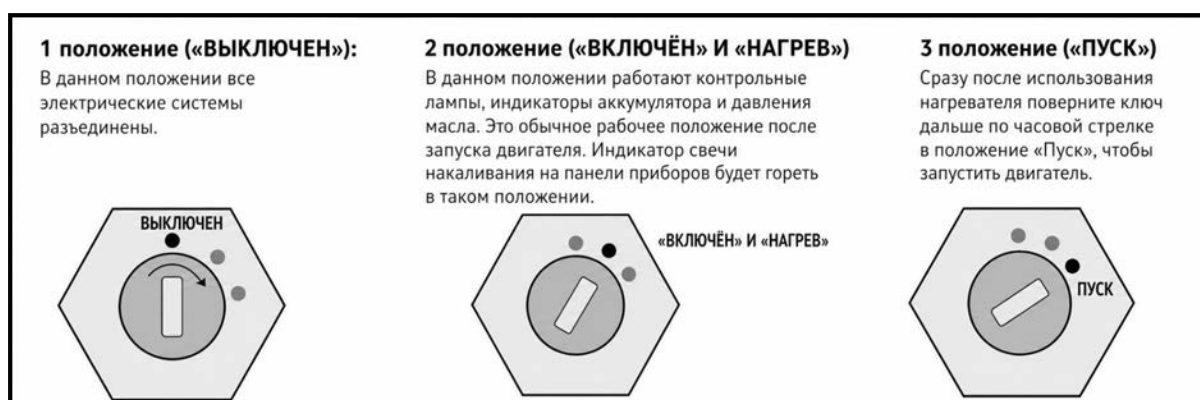 1 положение («ВЫКЛЮЧЕН»):
В данном положении все
электрические системы
разъединены.
ВЫКЛЮЧЕН
2 положение («ВКЛЮЧЁН» И «НАГРЕВ»)
В данном положении работают контрольные
лампы, индикаторы аккумулятора и давления
масла. Это обычное рабочее положение после
запуска двигателя. Индикатор свечи
накаливания на панели приборов будет гореть
в таком положении.
«ВКЛЮЧЁН» И «НАГРЕВ»
3 положение («ПУСК»)
Сразу после использования
нагревателя поверните ключ
дальше по часовой стрелке
в положение «Пуск», чтобы
запустить двигатель.
ПУСК